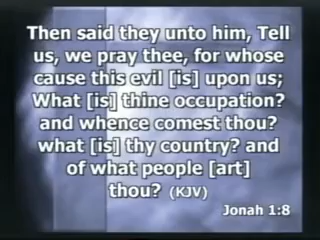 Then said they unto him, Tell
us, we pray thee, for whose
cause this evil [is] upon us;
What [is] thine occupation?
and whence comest thou?
what [is] thy country? and
of what people [art]
thou? (KJV)
Jonah 1:8